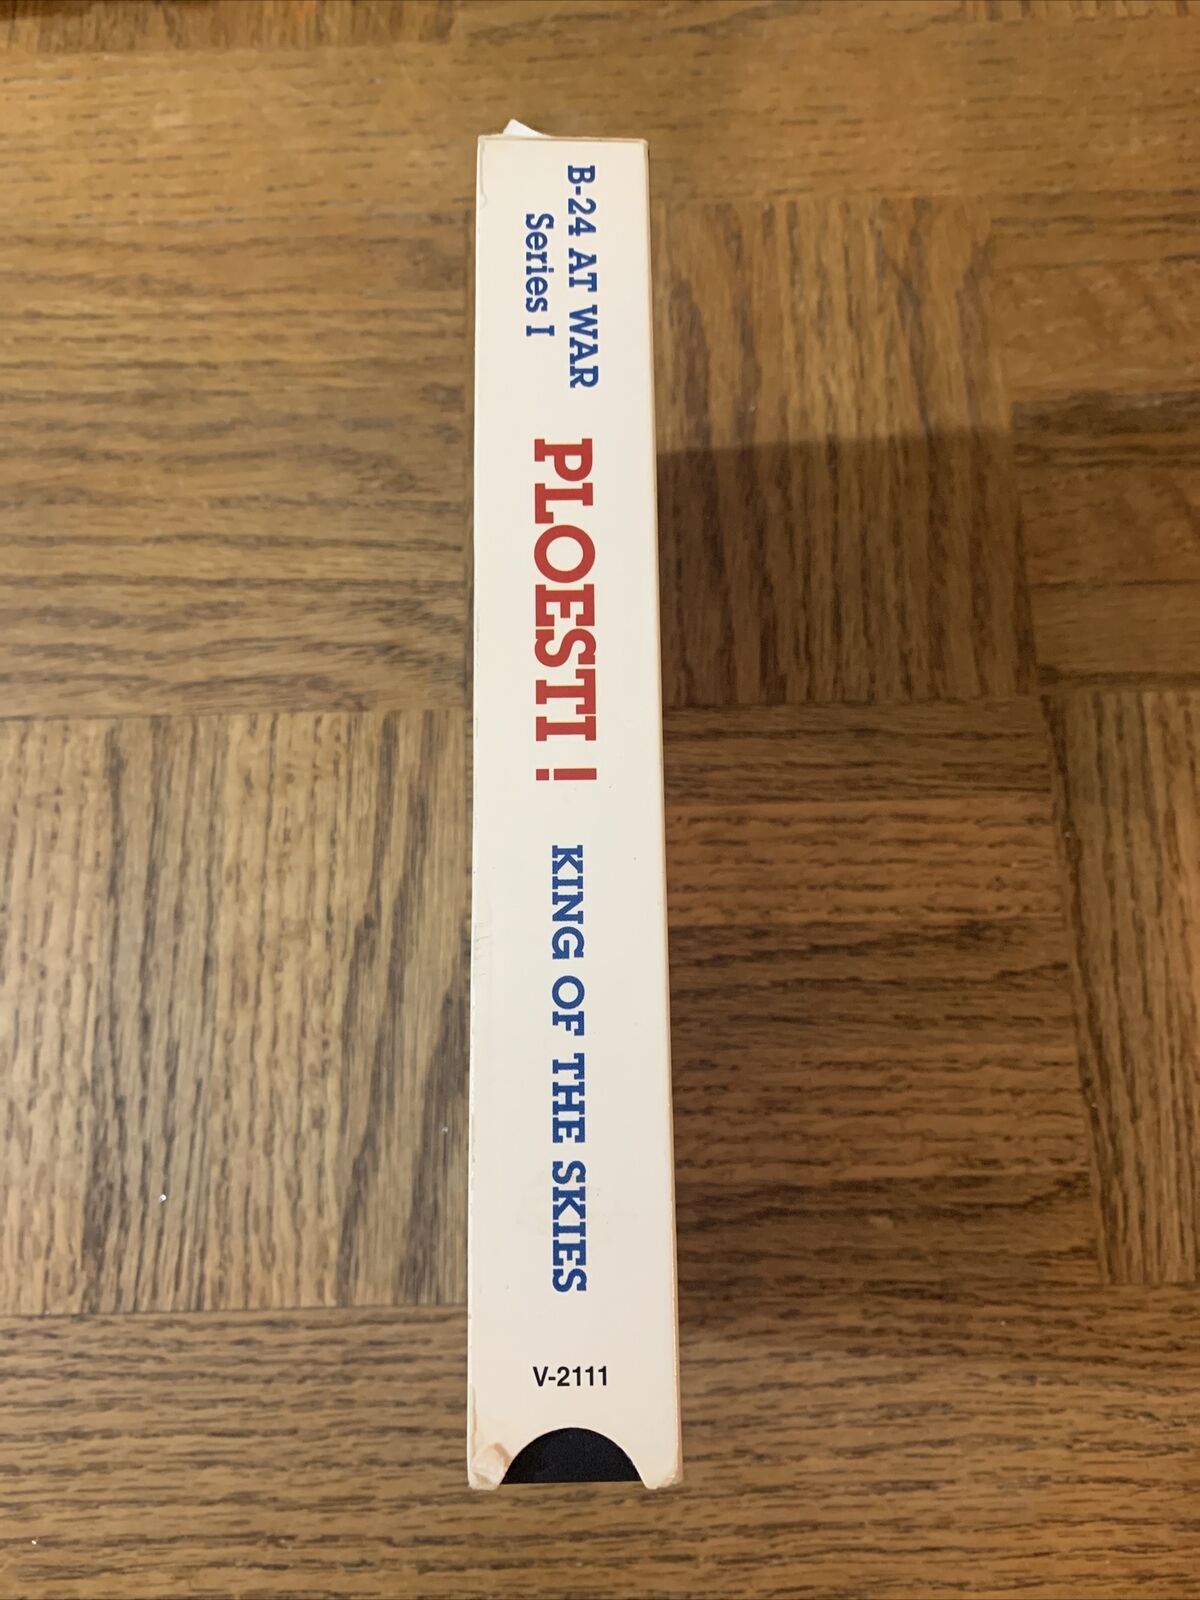 B-24 AT WAR
Series I
PLOESTI !
KING OF THE SKIES
V-2111